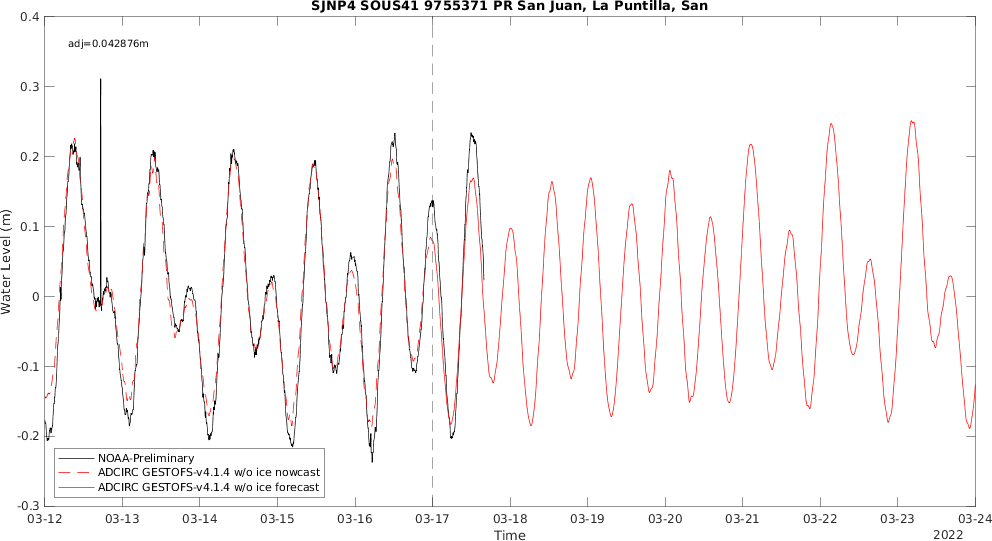 SJNP4 SOUS41 9755371 PR San Juan, La Puntilla, San
adj=0.042876m
0.4
0.3
0.2
0.1
0
-0.1
-0.2
-0.3
Water Level (m)
NOAA-Preliminary
ADCIRC GESTOFS-v4.1.4 w/o ice nowcast
ADCIRC GESTOFS-v4.1.4 w/o ice forecast
03-12 03-13 03-14 03-15 03-16 03-17 03-18 03-19 03-20 03-21 03-22 03-23 03-24
Time
2022